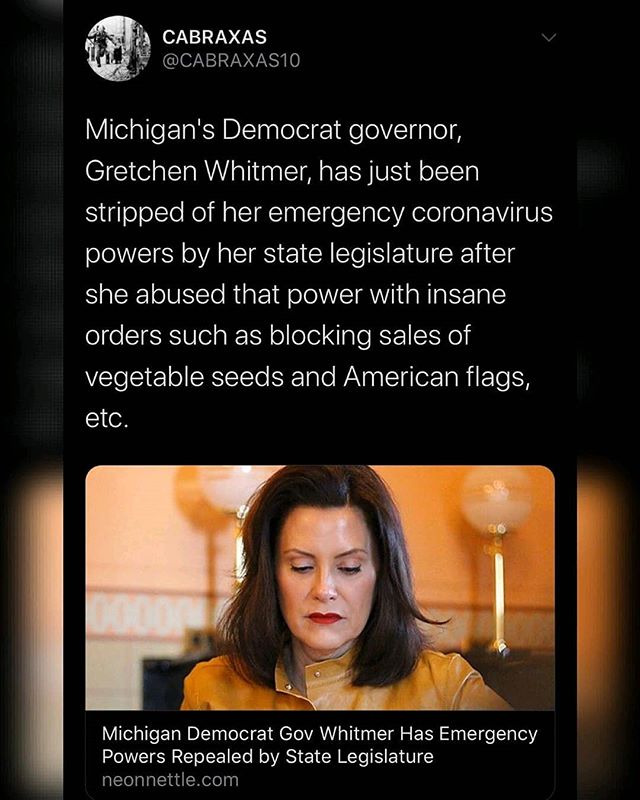 CABRAXAS
@CABRAXAS10
Michigan's Democrat governor,
Gretchen Whitmer, has just been
stripped of her emergency coronavirus
powers by her state legislature after
she abused that power with insane
orders such as blocking sales of
vegetable seeds and American flags,
etc.
Michigan Democrat Gov Whitmer Has Emergency
Powers Repealed by State Legislature
neonnettle.com